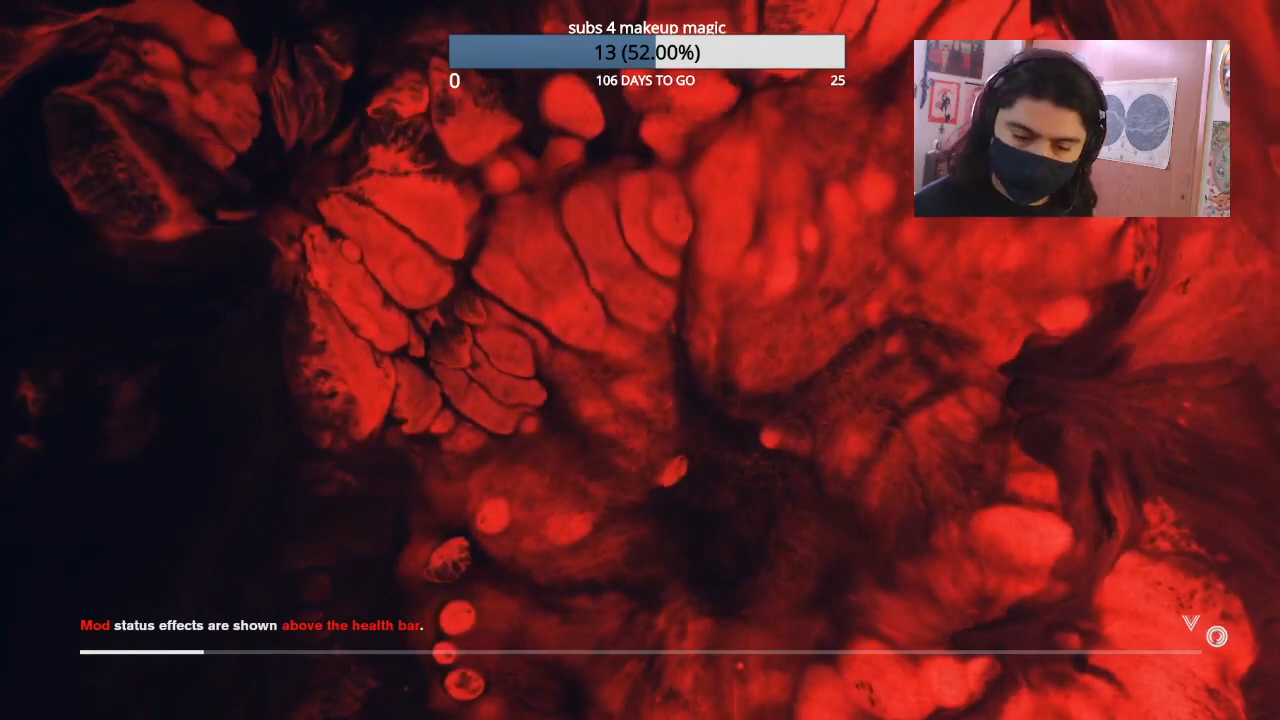 subs 4 makeup magic
13 (52.00%)
0 106 DAYS TO GO 25
Mod status effects are shown above the health bar.